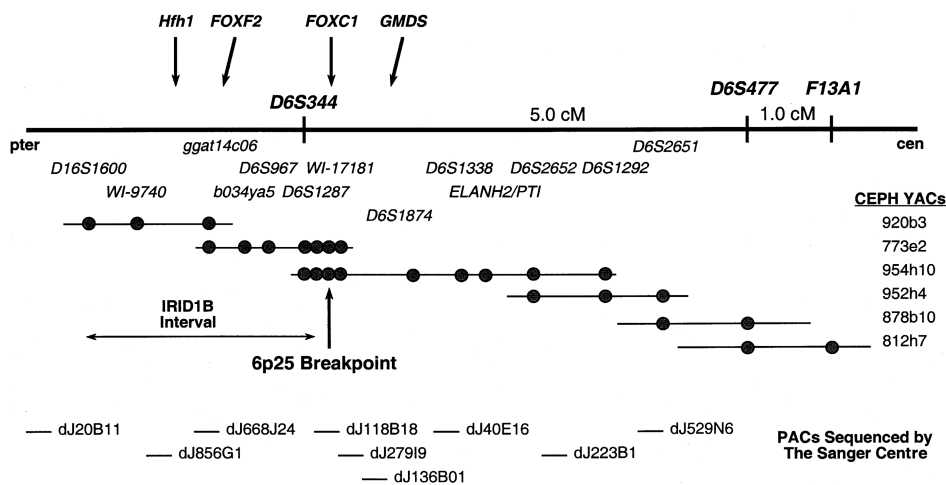 Hfh1 FOXF2 FOXC1 GMDS
D6S344 D6S477 F13A1
5.0 cM 1.0 cM
pter cen
ggat14c06 D6S2651
D16S1600 D6S967 WI-17181 D6S1338 D6S2652 D6S1292
WI-9740 b034ya5 D6S1287 ELANH2/PTI
D6S1874
CEPH YACs
920b3
773e2
954h10
952h4
878b10
812h7
IRID1B
Interval
6p25 Breakpoint
dJ20B11 dJ668J24 dJ118B18 dJ40E16 dJ529N6
dJ856G1 dJ279I9 dJ223B1
dJ136B01
PACs Sequenced by
The Sanger Centre